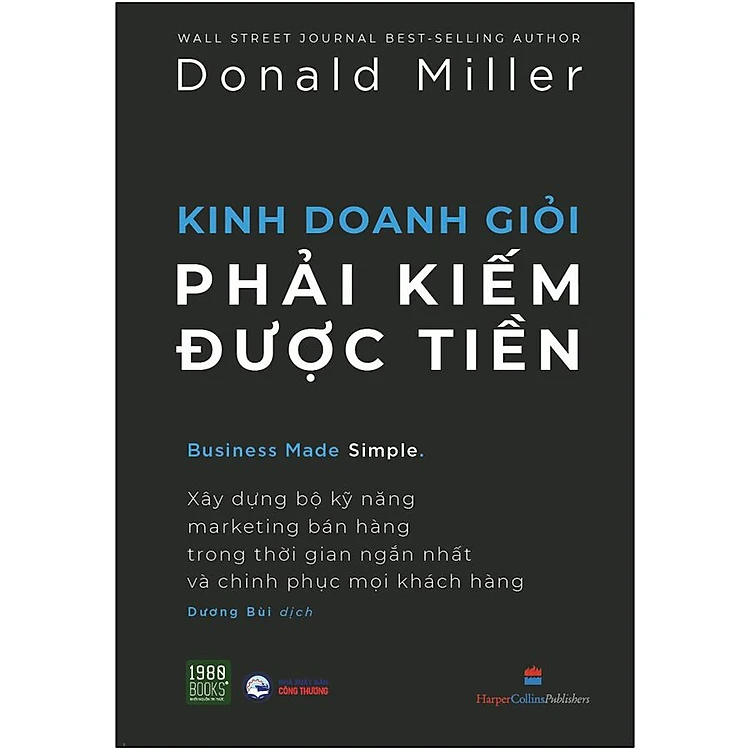 WALL STREET JOURNAL BEST-SELLING AUTHOR
Donald Miller
KINH DOANH GIỎI
PHẢI KIẾM
ĐƯỢC TIỀN
Business Made Simple.
Xây dựng bộ kỹ năng
marketing bán hàng
trong thời gian ngắn nhất
và chinh phục mọi khách hàng
Dương Bùi dịch
1980
BOOKS
NHÀ XUẤT BẢN
CÔNG THƯƠNG
HarperCollinsPublishers